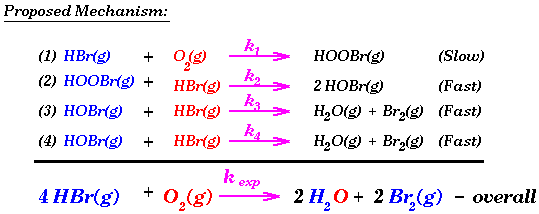 Proposed Mechanism:
(1) HBr(g) + O2(g) k1 HOOBr(g) (Slow)
(2) HOOBr(g) + HBr(g) k2 2 HOBr(g) (Fast)
(3) HOBr(g) + HBr(g) k3 H2O(g) + Br2(g) (Fast)
(4) HOBr(g) + HBr(g) k4 H2O(g) + Br2(g) (Fast)
4 HBr(g) + O2(g) k exp 2 H2O + 2 Br2(g) - overall